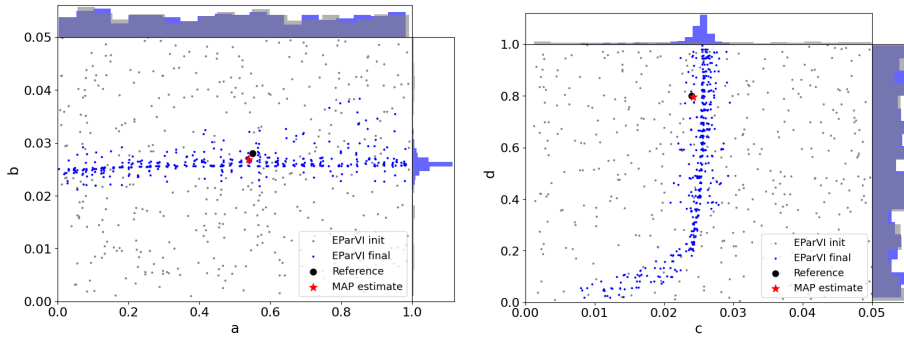 0.05
0.04
0.03
0.02
0.01
0.00
b
0.0
0.2
0.4
0.6
0.8
1.0
a
EParVI init
EParVI final
Reference
MAP estimate
1.0
0.8
0.6
0.4
0.2
0.0
d
0.00
0.01
0.02
0.03
0.04
0.05
c
EParVI init
EParVI final
Reference
MAP estimate